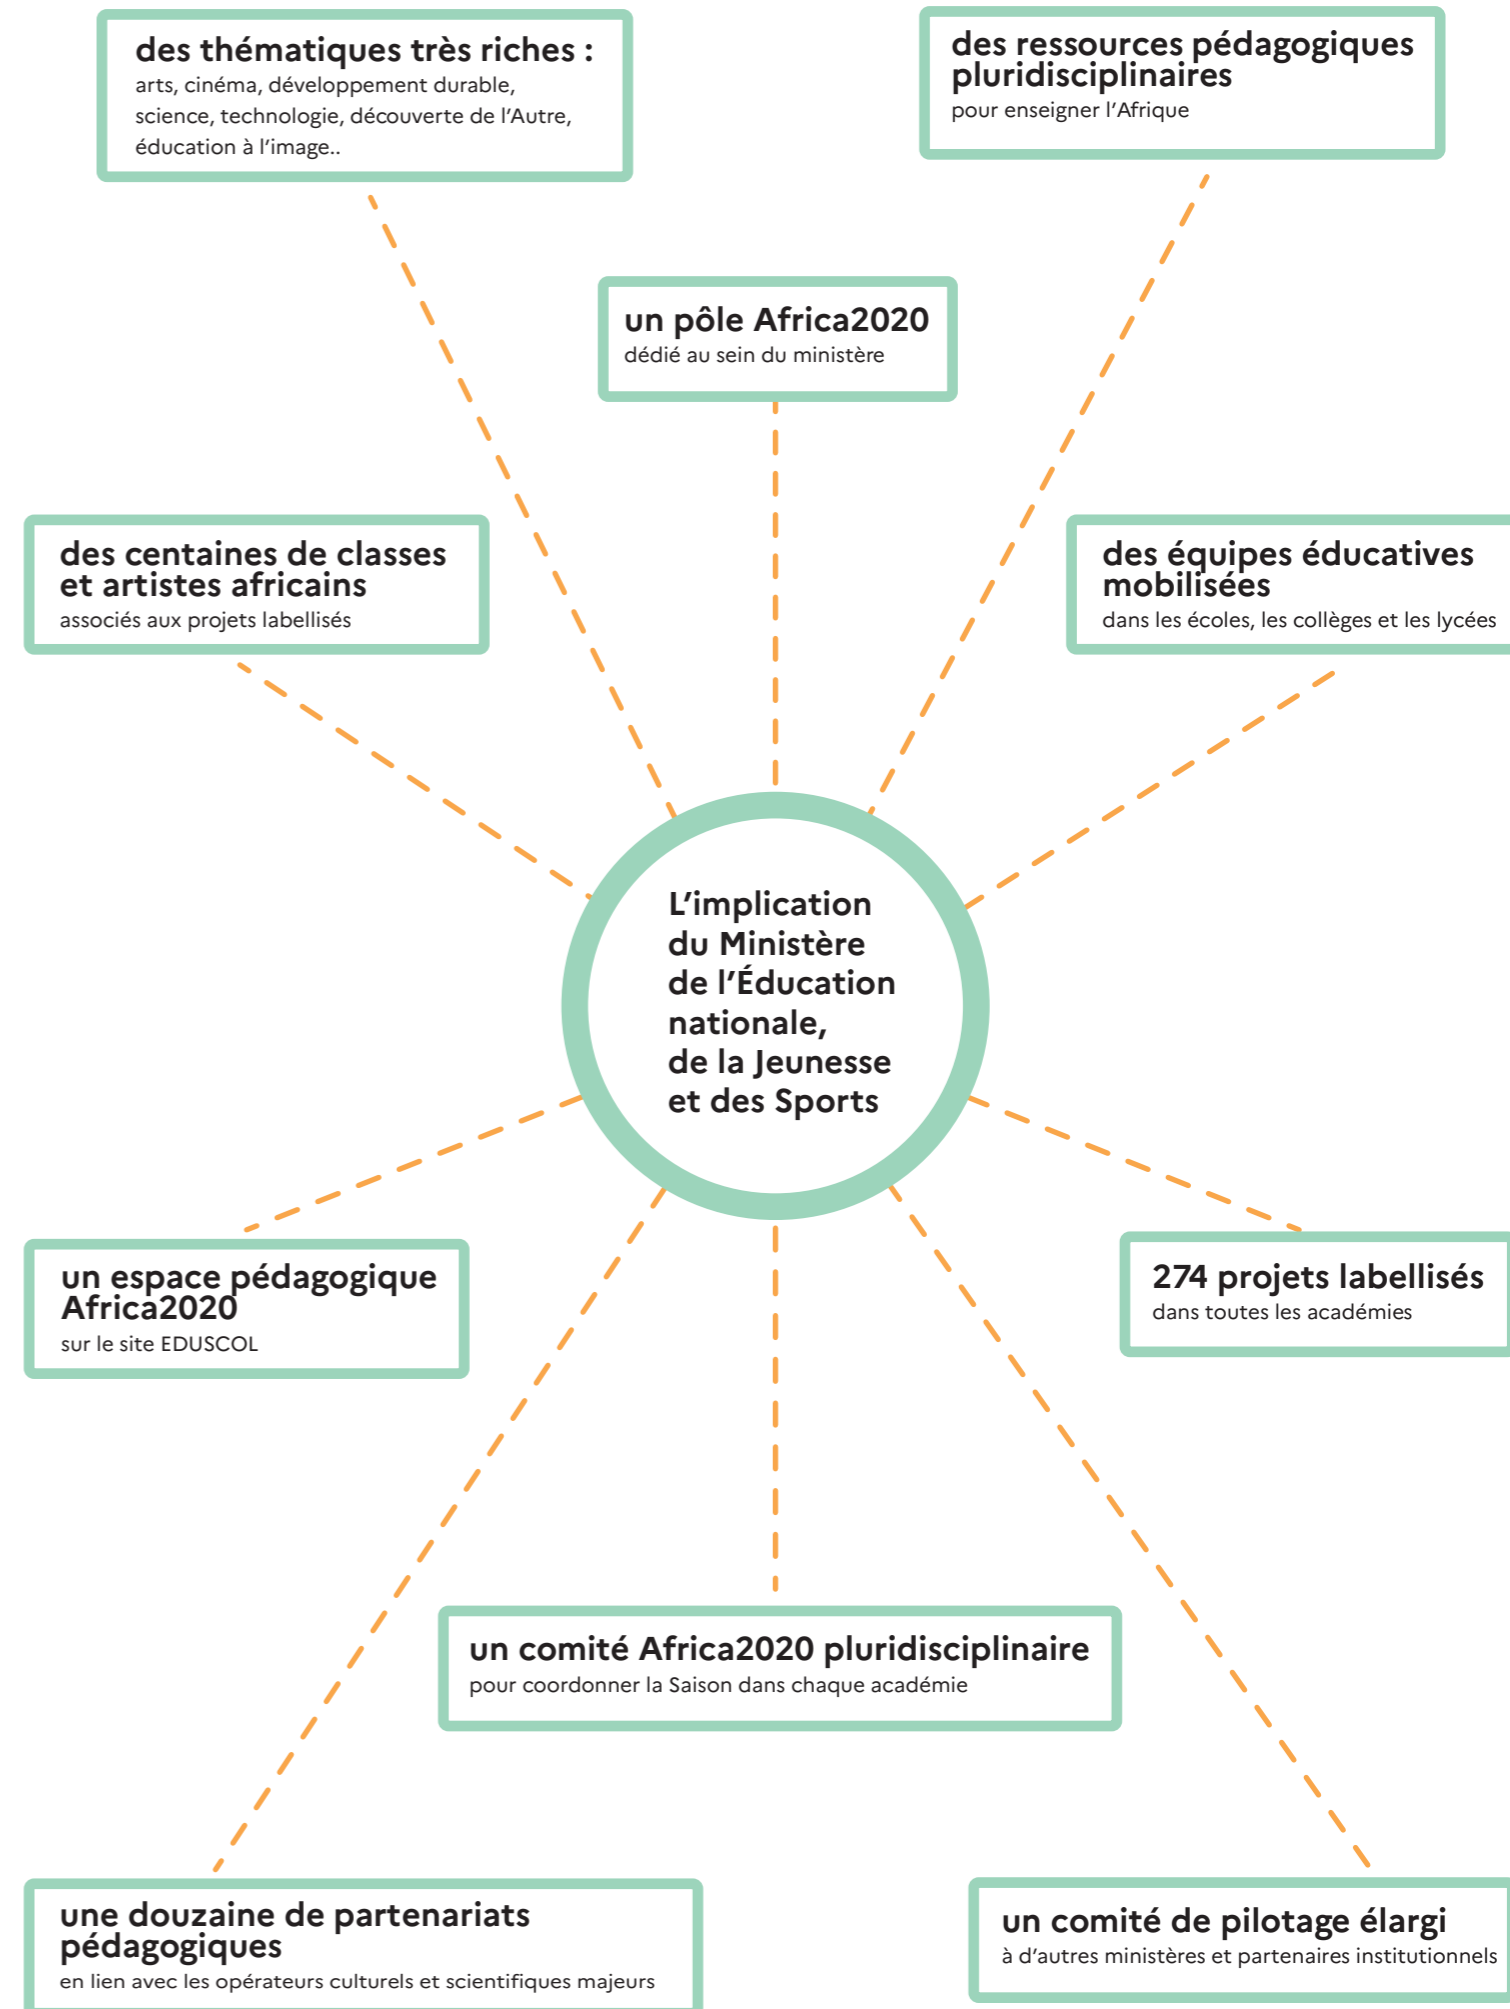 des thématiques très riches :
arts, cinéma, développement durable,
science, technologie, découverte de l’Autre,
éducation à l’image..
des ressources pédagogiques
pluridisciplinaires
pour enseigner l’Afrique
un pôle Africa2020
dédié au sein du ministère
des centaines de classes
et artistes africains
associés aux projets labellisés
des équipes éducatives
mobilisées
dans les écoles, les collèges et les lycées
L’implication
du Ministère
de l’Éducation
nationale,
de la Jeunesse
et des Sports
un espace pédagogique
Africa2020
sur le site EDUSCOL
274 projets labellisés
dans toutes les académies
un comité Africa2020 pluridisciplinaire
pour coordonner la Saison dans chaque académie
une douzaine de partenariats
pédagogiques
en lien avec les opérateurs culturels et scientifiques majeurs
un comité de pilotage élargi
à d’autres ministères et partenaires institutionnels